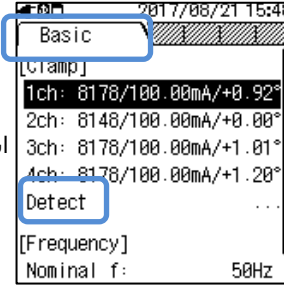 2017/08/21 15:48
Basic
[Clamp]
1ch: 8178/100.00mA/+0.92°
2ch: 8148/100.00mA/+0.00°
3ch: 8178/100.00mA/+1.01°
4ch: 8178/100.00mA/+1.20°
Detect ...
[Frequency]
Nominal f: 50Hz